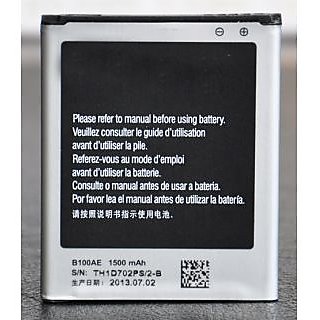 Please refer to manual before using battery.
Veuillez consulter le guide d'utilisation
avant d'utiliser la pile.
Referez-vous au mode d'emploi
avant d'utiliser la batterie.
Consulte o manual antes de usar a bateria.
Por favor lea el manual antes de utilizar la batería.
请按照说明书指示使用电池。
B100AE 1500 mAh
S/N: TH1D702PS/2-B
生产日期 2013.07.02